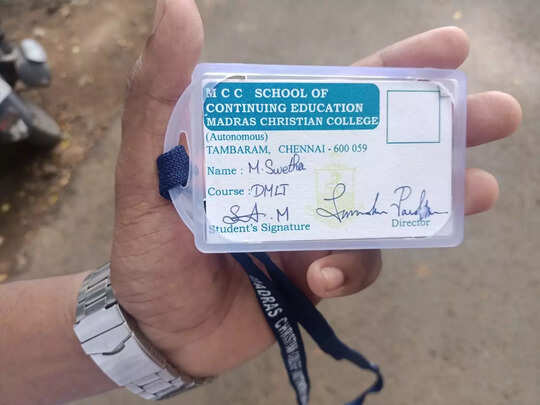 M C C SCHOOL OF
CONTINUING EDUCATION
MADRAS CHRISTIAN COLLEGE
(Autonomous)
TAMBARAM, CHENNAI - 600 059
Name : M. Swetha
Course : DMLT
Student's Signature
Director
MADRAS CHRISTIAN COLLEGE